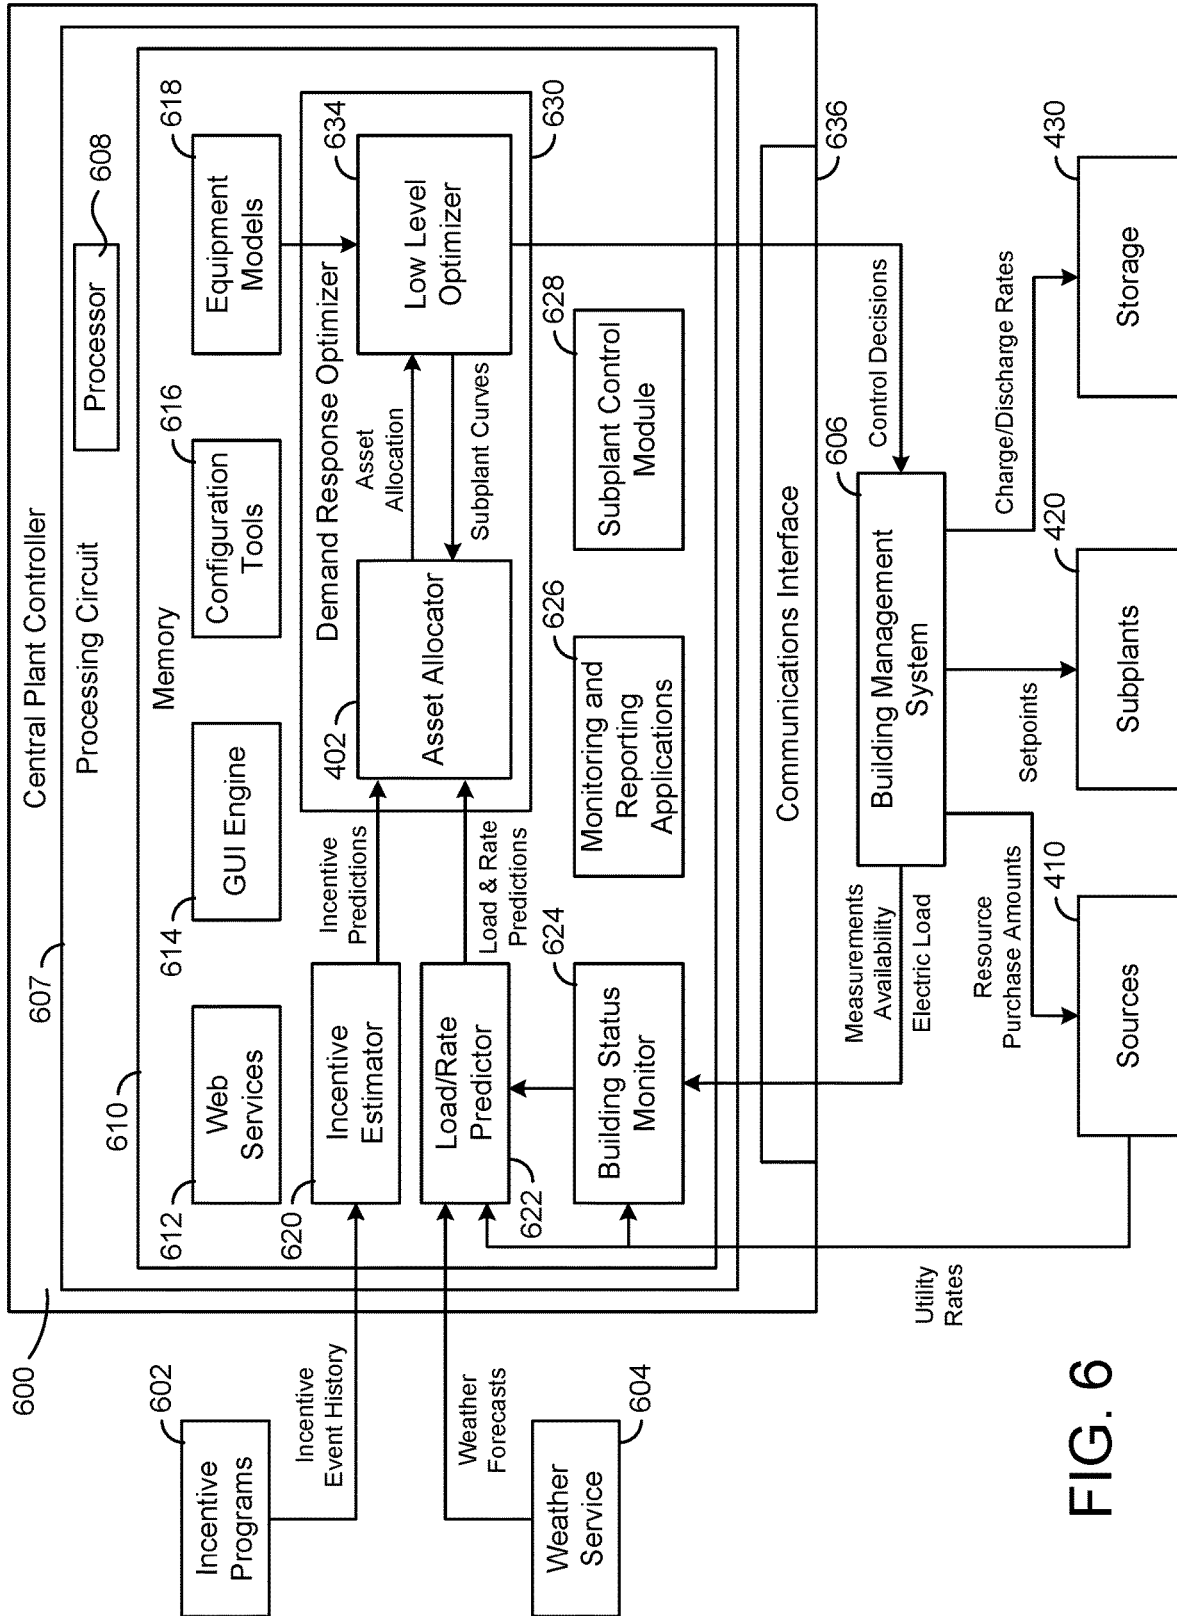 600
Central Plant Controller
607
Processing Circuit
Processor
608
610
Memory
612
Web
Services
614
GUI Engine
616
Configuration
Tools
618
Equipment
Models
602
Incentive
Programs
Incentive
Event History
620
Incentive
Estimator
Incentive
Predictions
Demand Response Optimizer
630
402
Asset Allocator
Asset
Allocation
Subplant Curves
634
Low Level
Optimizer
Weather
Forecasts
604
Weather
Service
Load/Rate
Predictor
622
Load & Rate
Predictions
624
Building Status
Monitor
626
Monitoring and
Reporting
Applications
628
Subplant Control
Module
Communications Interface
636
Measurements
Availability
Electric Load
606
Building Management
System
Control Decisions
Utility
Rates
Resource
Purchase Amounts
Setpoints
Charge/Discharge Rates
410
Sources
420
Subplants
430
Storage
FIG. 6